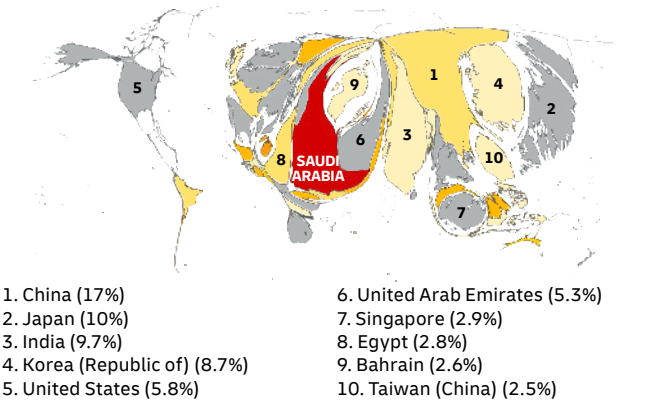 5
9
1
4
2
6
3
8
SAUDI
ARABIA
10
7
1. China (17%)
2. Japan (10%)
3. India (9.7%)
4. Korea (Republic of) (8.7%)
5. United States (5.8%)
6. United Arab Emirates (5.3%)
7. Singapore (2.9%)
8. Egypt (2.8%)
9. Bahrain (2.6%)
10. Taiwan (China) (2.5%)